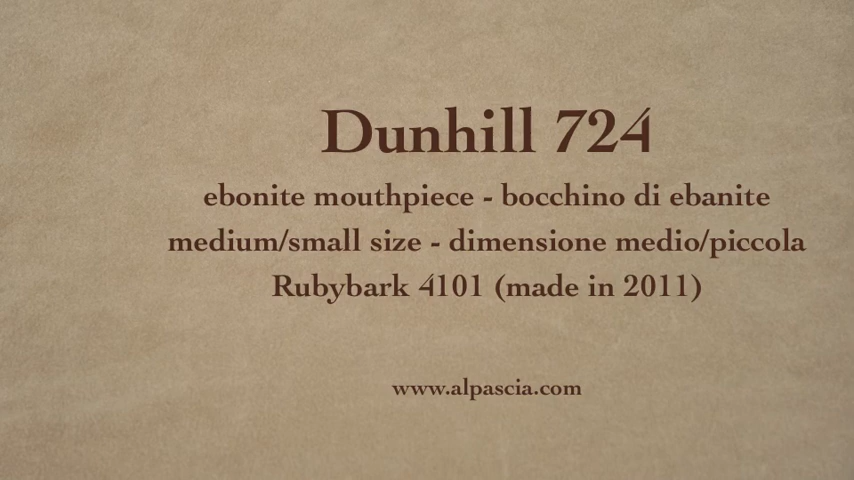 Dunhill 724
ebonite mouthpiece - bocchino di ebanite
medium/small size - dimensione medio/piccola
Rubybark 4101 (made in 2011)
www.alpascia.com